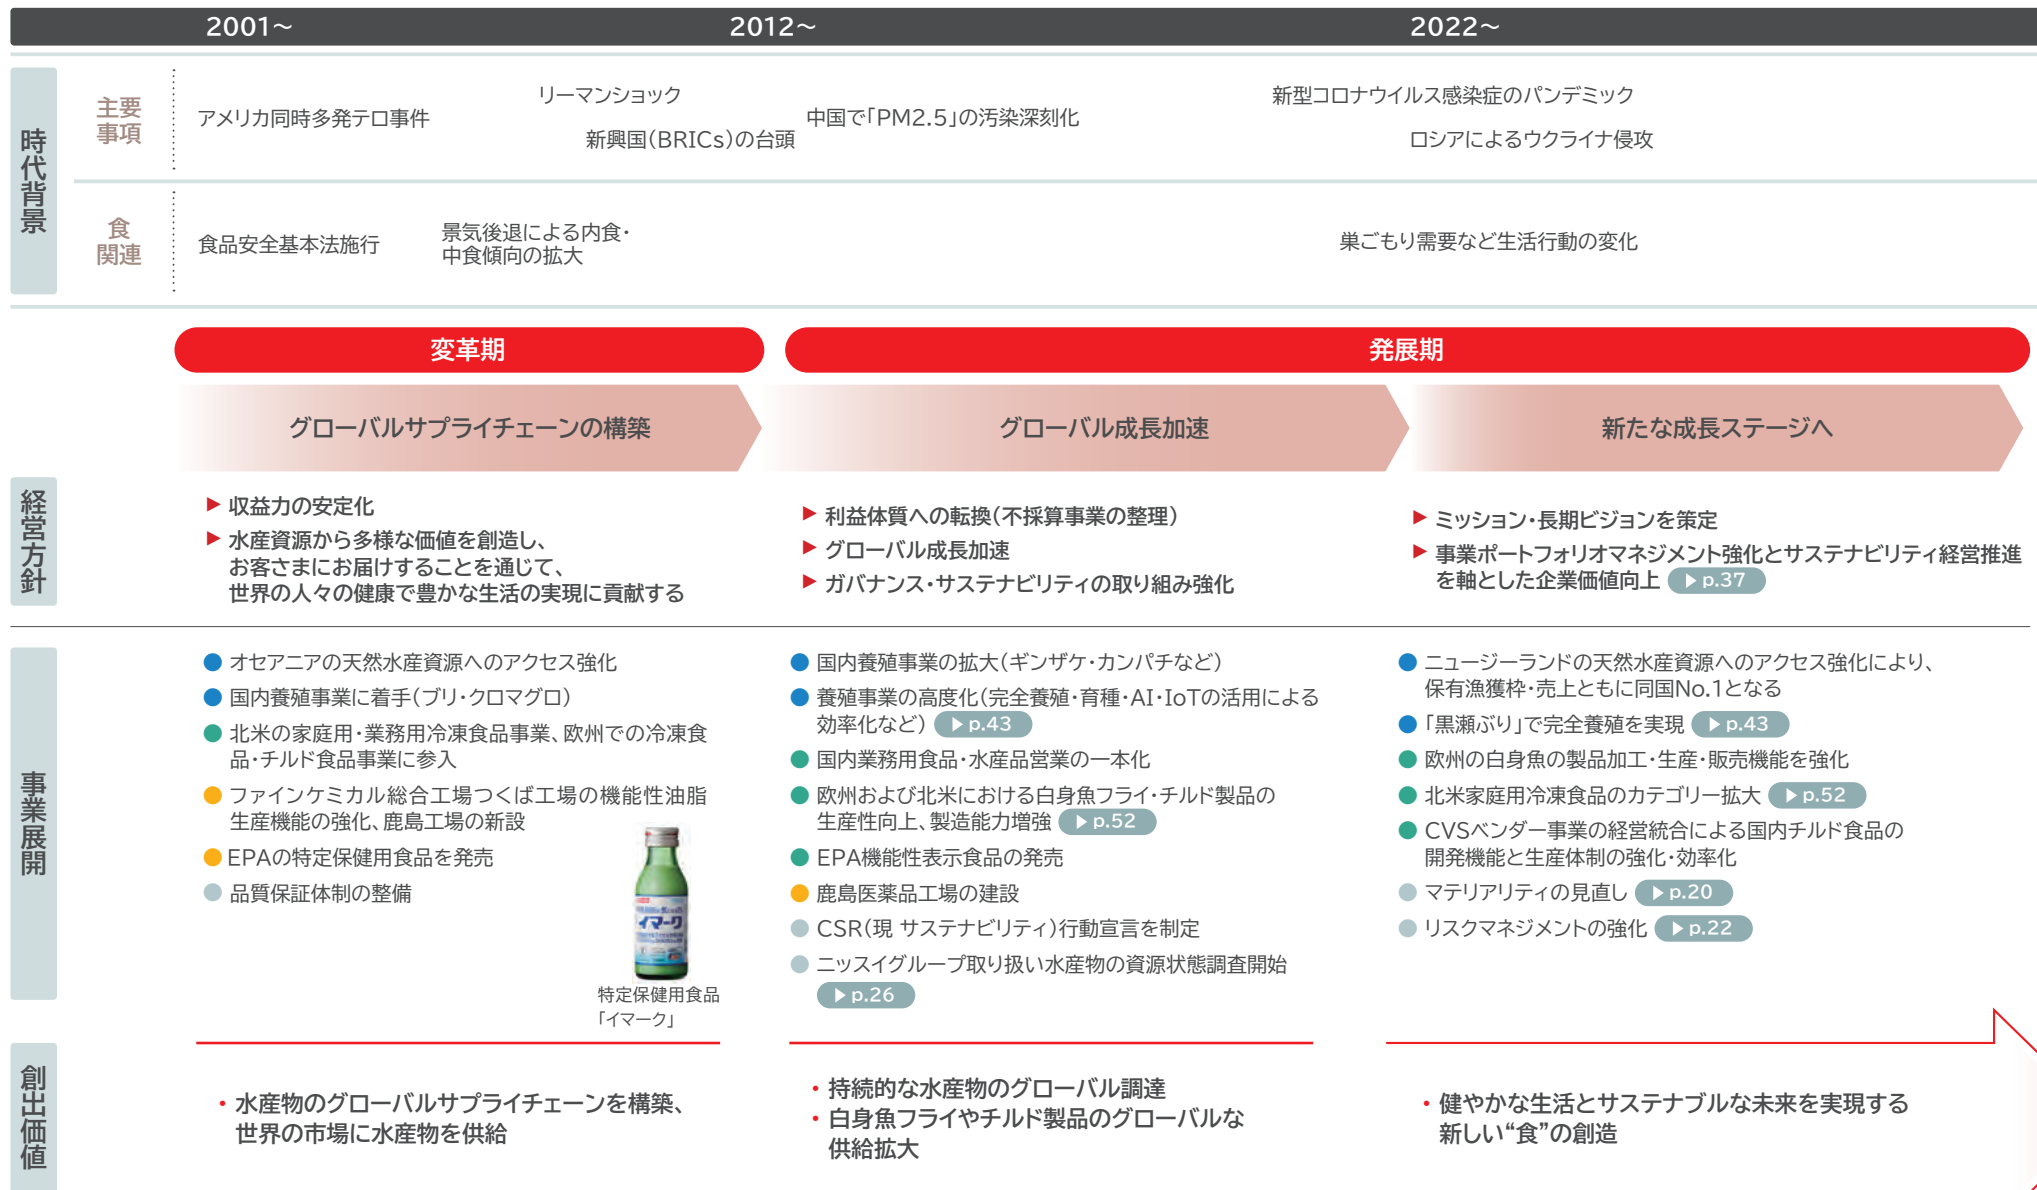 2001～
2012～
2022～
時代背景
主要
事項
アメリカ同時多発テロ事件
リーマンショック
新興国（BRICs）の台頭
中国で「PM2.5」の汚染深刻化
新型コロナウイルス感染症のパンデミック
ロシアによるウクライナ侵攻
食
関連
食品安全基本法施行
景気後退による内食・
中食傾向の拡大
巣ごもり需要など生活行動の変化
変革期
発展期
グローバルサプライチェーンの構築
グローバル成長加速
新たな成長ステージへ
経営方針
▶ 収益力の安定化
▶ 水産資源から多様な価値を創造し、
お客さまにお届けすることを通じて、
世界の人々の健康で豊かな生活の実現に貢献する
▶ 利益体質への転換（不採算事業の整理）
▶ グローバル成長加速
▶ ガバナンス・サステナビリティの取り組み強化
▶ ミッション・長期ビジョンを策定
▶ 事業ポートフォリオマネジメント強化とサステナビリティ経営推進
を軸とした企業価値向上 ▶p.37
事業展開
● オセアニアの天然水産資源へのアクセス強化
● 国内養殖事業に着手（ブリ・クロマグロ）
● 北米の家庭用・業務用冷凍食品事業、欧州での冷凍食
品・チルド食品事業に参入
● ファインケミカル総合工場つくば工場の機能性油脂
生産機能の強化、鹿島工場の新設
● EPAの特定保健用食品を発売
● 品質保証体制の整備
イマーク
特定保健用食品
「イマーク」
● 国内養殖事業の拡大（ギンザケ・カンパチなど）
● 養殖事業の高度化（完全養殖・育種・AI・IoTの活用による
効率化など） ▶p.43
● 国内業務用食品・水産品営業の一本化
● 欧州および北米における白身魚フライ・チルド製品の
生産性向上、製造能力増強 ▶p.52
● EPA機能性表示食品の発売
● 鹿島医薬品工場の建設
● CSR（現 サステナビリティ）行動宣言を制定
● ニッスイグループ取り扱い水産物の資源状態調査開始
▶p.26
● ニュージーランドの天然水産資源へのアクセス強化により、
保有漁獲枠・売上ともに同国No.1となる
● 「黒瀬ぶり」で完全養殖を実現 ▶p.43
● 欧州の白身魚の製品加工・生産・販売機能を強化
● 北米家庭用冷凍食品のカテゴリー拡大 ▶p.52
● CVSベンダー事業の経営統合による国内チルド食品の
開発機能と生産体制の強化・効率化
● マテリアリティの見直し ▶p.20
● リスクマネジメントの強化 ▶p.22
創出価値
・水産物のグローバルサプライチェーンを構築、
世界の市場に水産物を供給
・持続的な水産物のグローバル調達
・白身魚フライやチルド製品のグローバルな
供給拡大
・健やかな生活とサステナブルな未来を実現する
新しい“食”の創造